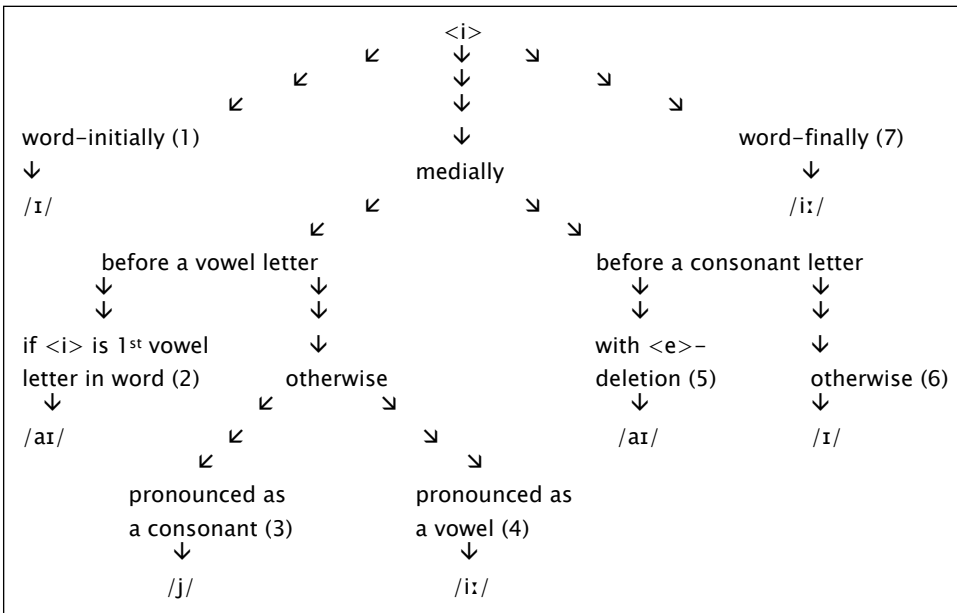 <i>
word-initially (1)
word-finally (7)
medially
/ɪ/
/iː/
before a vowel letter
before a consonant letter
if <i> is 1st vowel
with <e>-
letter in word (2)
otherwise
deletion (5)
otherwise (6)
/aɪ/
/aɪ/
/ɪ/
pronounced as
pronounced as
a consonant (3)
a vowel (4)
/j/
/iː/